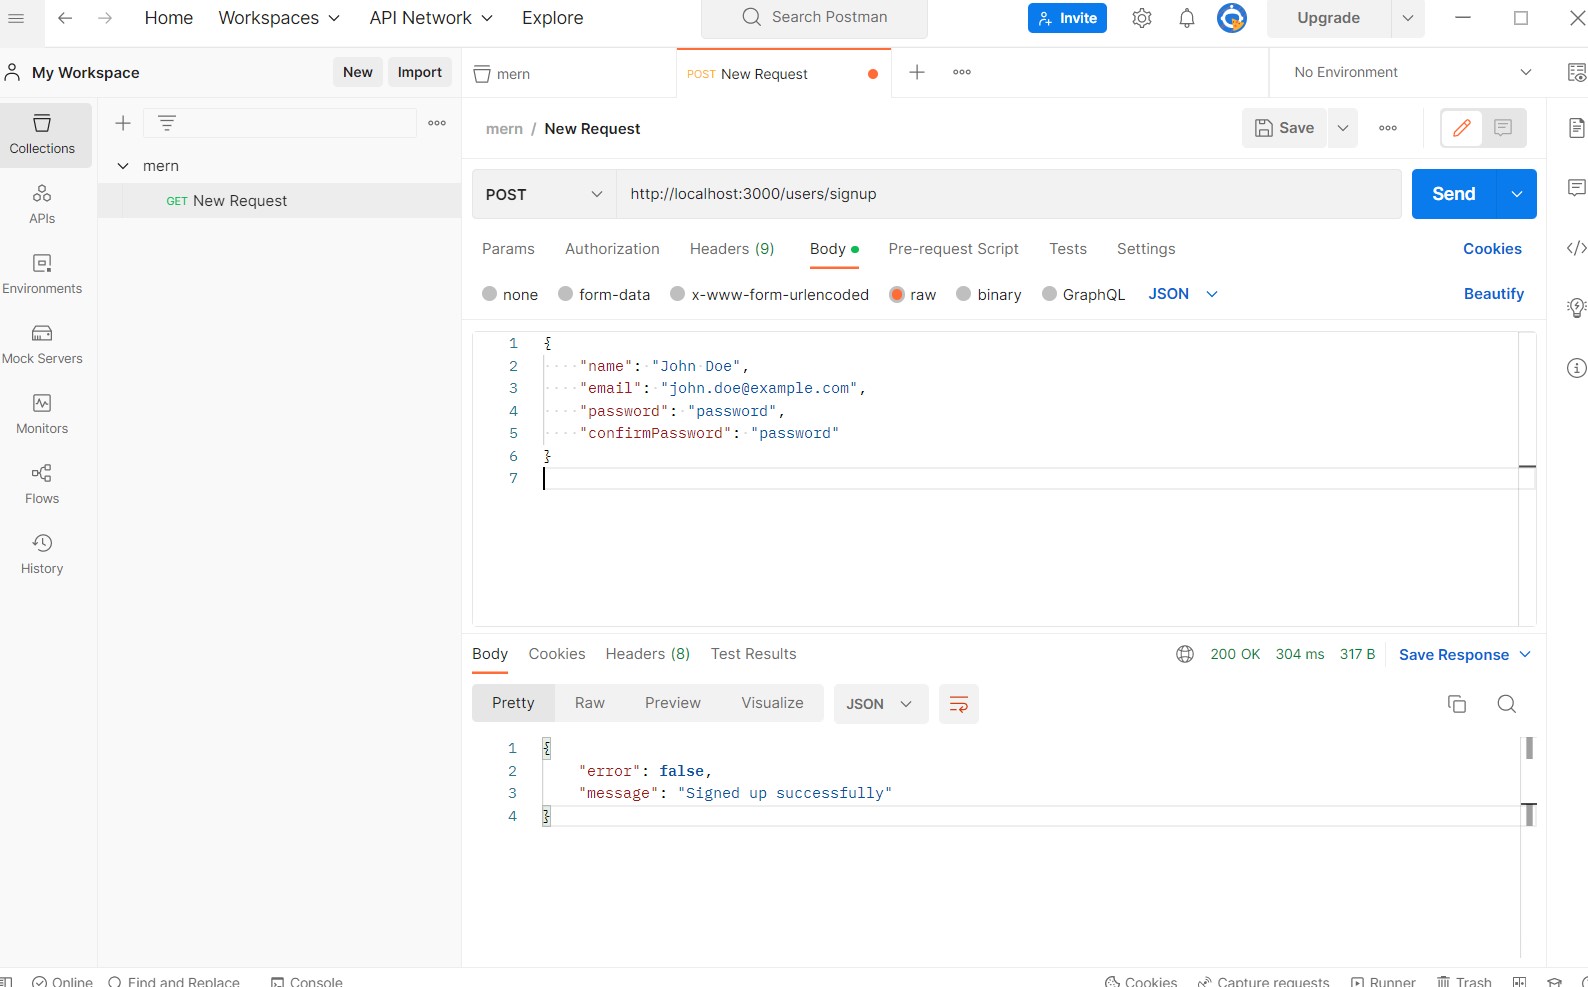 Home Workspaces API Network Explore Search Postman Invite Upgrade
My Workspace New Import mern POST New Request No Environment
Collections
APIs
Environments
Mock Servers
Monitors
Flows
History
mern
GET New Request
mern / New Request Save
POST http://localhost:3000/users/signup Send
Params Authorization Headers (9) Body Pre-request Script Tests Settings Cookies
none form-data x-www-form-urlencoded raw binary GraphQL JSON Beautify
1 {
2 "name": "John Doe",
3 "email": "john.doe@example.com",
4 "password": "password",
5 "confirmPassword": "password"
6 }
7
Body Cookies Headers (8) Test Results 200 OK 304 ms 317 B Save Response
Pretty Raw Preview Visualize JSON
1 {
2 "error": false,
3 "message": "Signed up successfully"
4 }
Online Find and Replace Console Cookies Capture requests Runner Trash